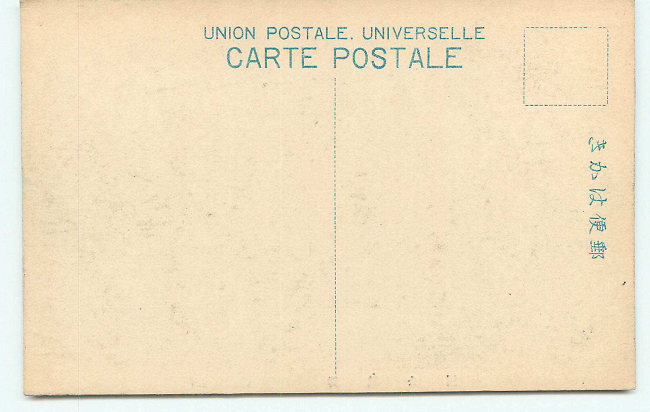 UNION POSTALE. UNIVERSELLE
CARTE POSTALE
郵便はかき